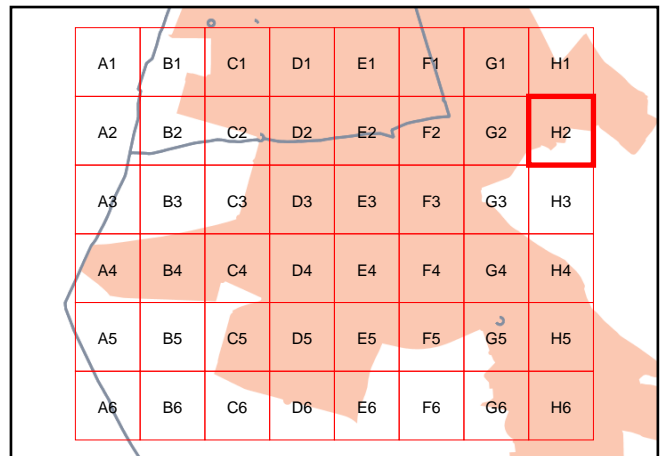 A1 B1 C1 D1 E1 F1 G1 H1
A2 B2 C2 D2 E2 F2 G2 H2
A3 B3 C3 D3 E3 F3 G3 H3
A4 B4 C4 D4 E4 F4 G4 H4
A5 B5 C5 D5 E5 F5 G5 H5
A6 B6 C6 D6 E6 F6 G6 H6